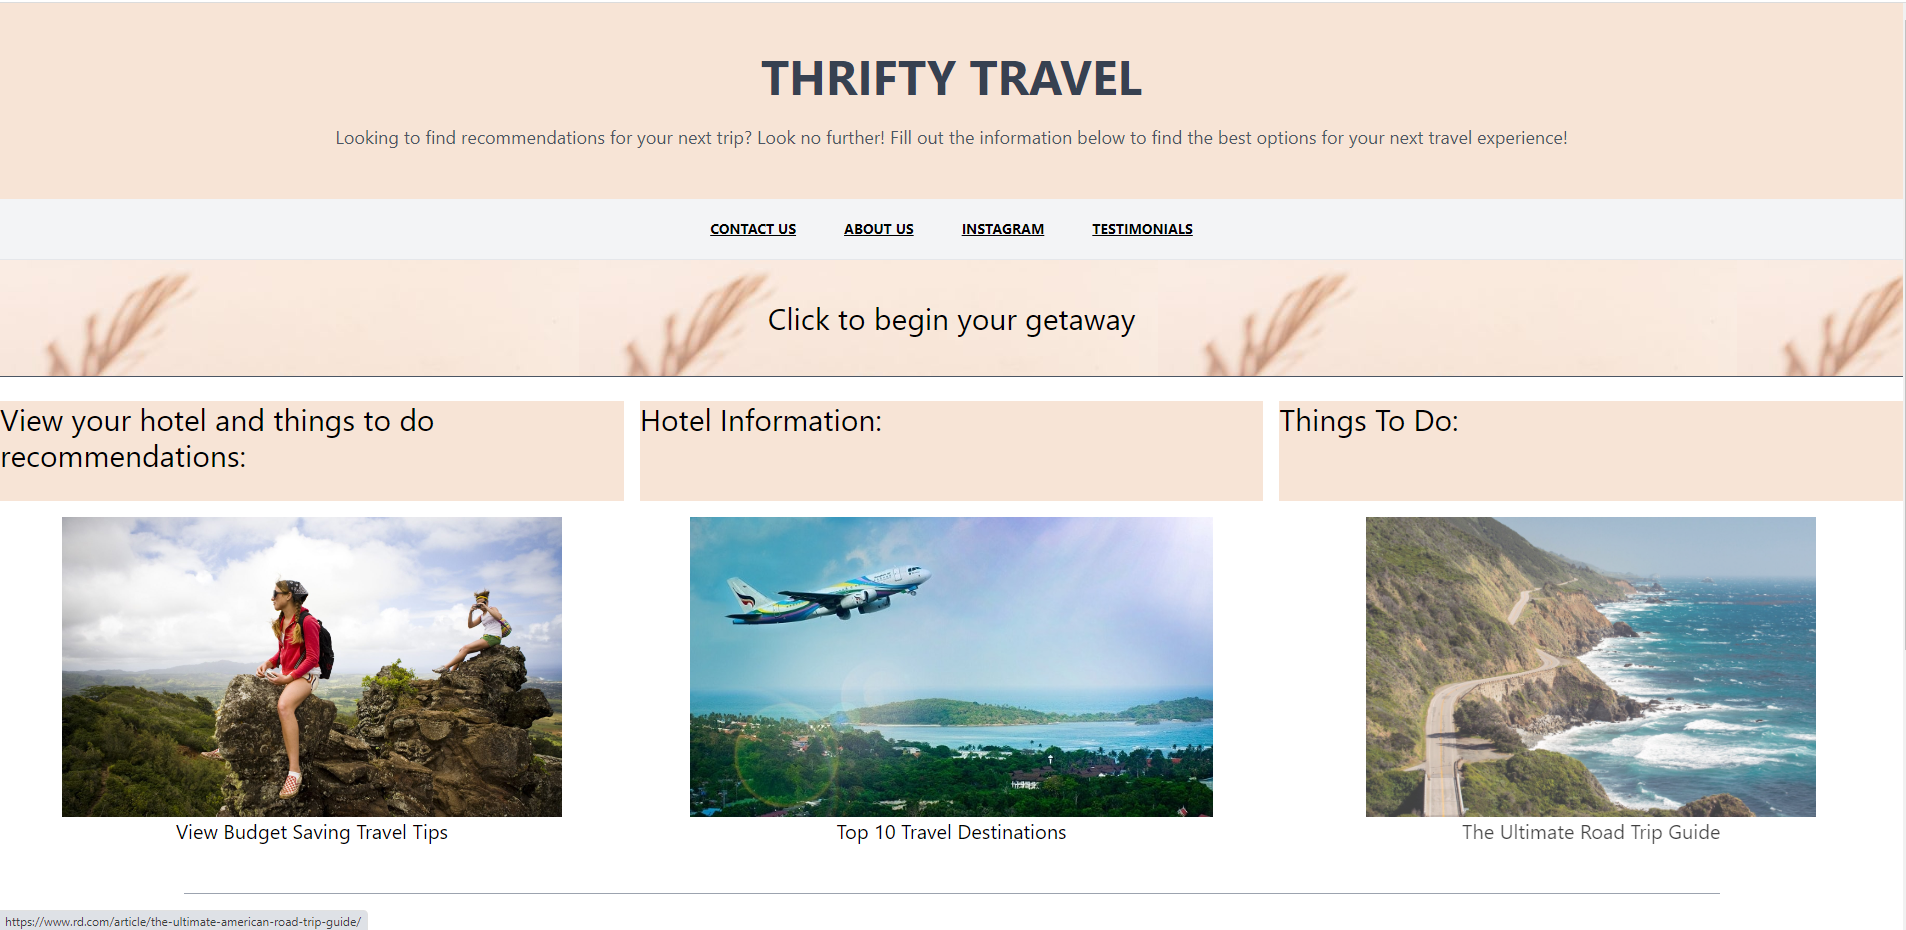 THRIFTY TRAVEL
Looking to find recommendations for your next trip? Look no further! Fill out the information below to find the best options for your next travel experience!
CONTACT US ABOUT US INSTAGRAM TESTIMONIALS
Click to begin your getaway
View your hotel and things to do
recommendations:
Hotel Information:
Things To Do:
View Budget Saving Travel Tips
Top 10 Travel Destinations
The Ultimate Road Trip Guide
https://www.rd.com/article/the-ultimate-american-road-trip-guide/